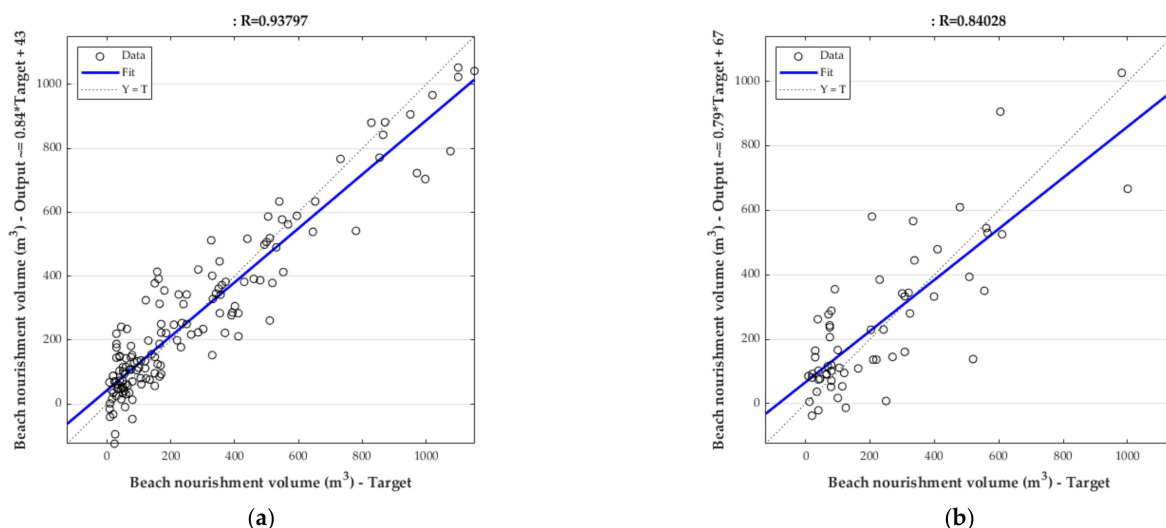 : R=0.93797
Beach nourishment volume (m³) - Output ~= 0.84*Target + 43
Data
Fit
Y = T
1000
800
600
400
200
0
0 200 400 600 800 1000
Beach nourishment volume (m³) - Target
(a)
: R=0.84028
Beach nourishment volume (m³) - Output ~= 0.79*Target + 67
Data
Fit
Y = T
1000
800
600
400
200
0
0 200 400 600 800 1000
Beach nourishment volume (m³) - Target
(b)